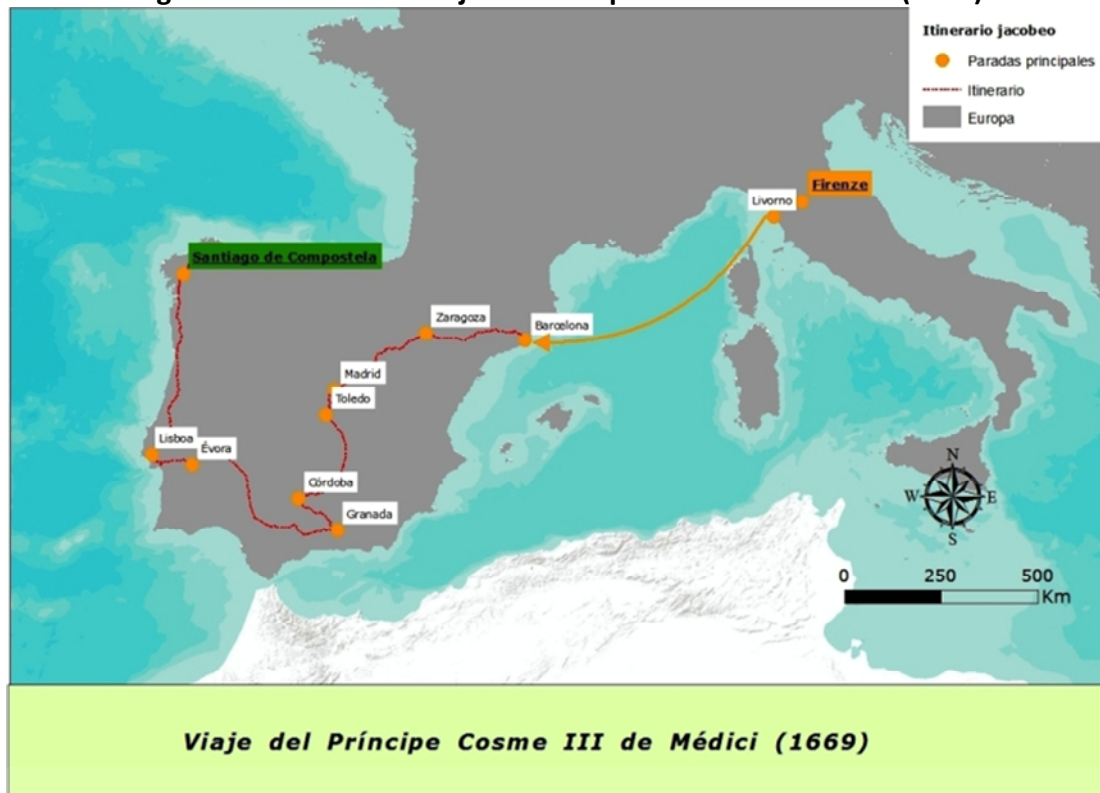 Itinerario jacobeo
Paradas principales
Itinerario
Europa
Firenze
Livorno
Santiago de Compostela
Zaragoza
Barcelona
Madrid
Toledo
Lisboa
Évora
Córdoba
Granada
N
W E
S
0 250 500
Km
Viaje del Príncipe Cosme III de Médici (1669)